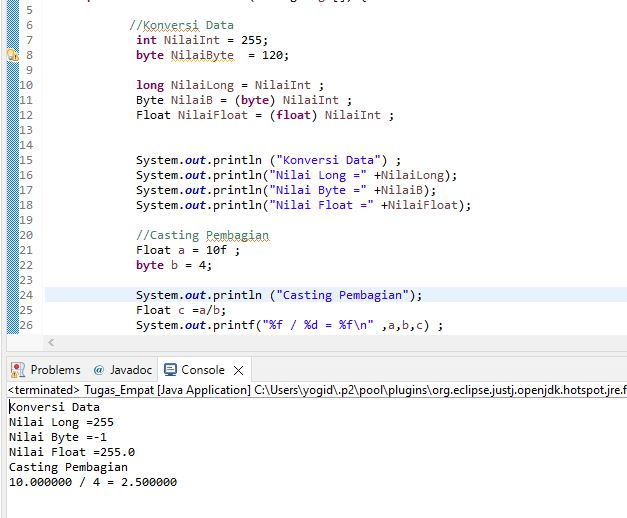 5
6 //Konversi Data
7 int NilaiInt = 255;
8 byte NilaiByte  = 120;
9
10 long NilaiLong = NilaiInt ;
11 Byte NilaiB = (byte) NilaiInt ;
12 Float NilaiFloat = (float) NilaiInt ;
13
14
15 System.out.println ("Konversi Data") ;
16 System.out.println("Nilai Long =" +NilaiLong);
17 System.out.println("Nilai Byte =" +NilaiB);
18 System.out.println("Nilai Float =" +NilaiFloat);
19
20 //Casting Pembagian
21 Float a = 10f ;
22 byte b = 4;
23
24 System.out.println ("Casting Pembagian");
25 Float c =a/b;
26 System.out.printf("%f / %d = %f\n" ,a,b,c) ;
Problems @ Javadoc Console
<terminated> Tugas_Empat [Java Application] C:\Users\yogid\.p2\pool\plugins\org.eclipse.justj.openjdk.hotspot.jre.f
Konversi Data
Nilai Long =255
Nilai Byte =-1
Nilai Float =255.0
Casting Pembagian
10.000000 / 4 = 2.500000